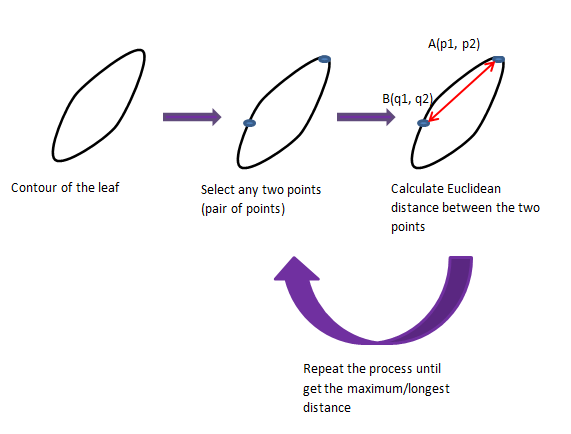 A(p1, p2)
B(q1, q2)
Contour of the leaf
Select any two points
(pair of points)
Calculate Euclidean
distance between the two
points
Repeat the process until
get the maximum/longest
distance